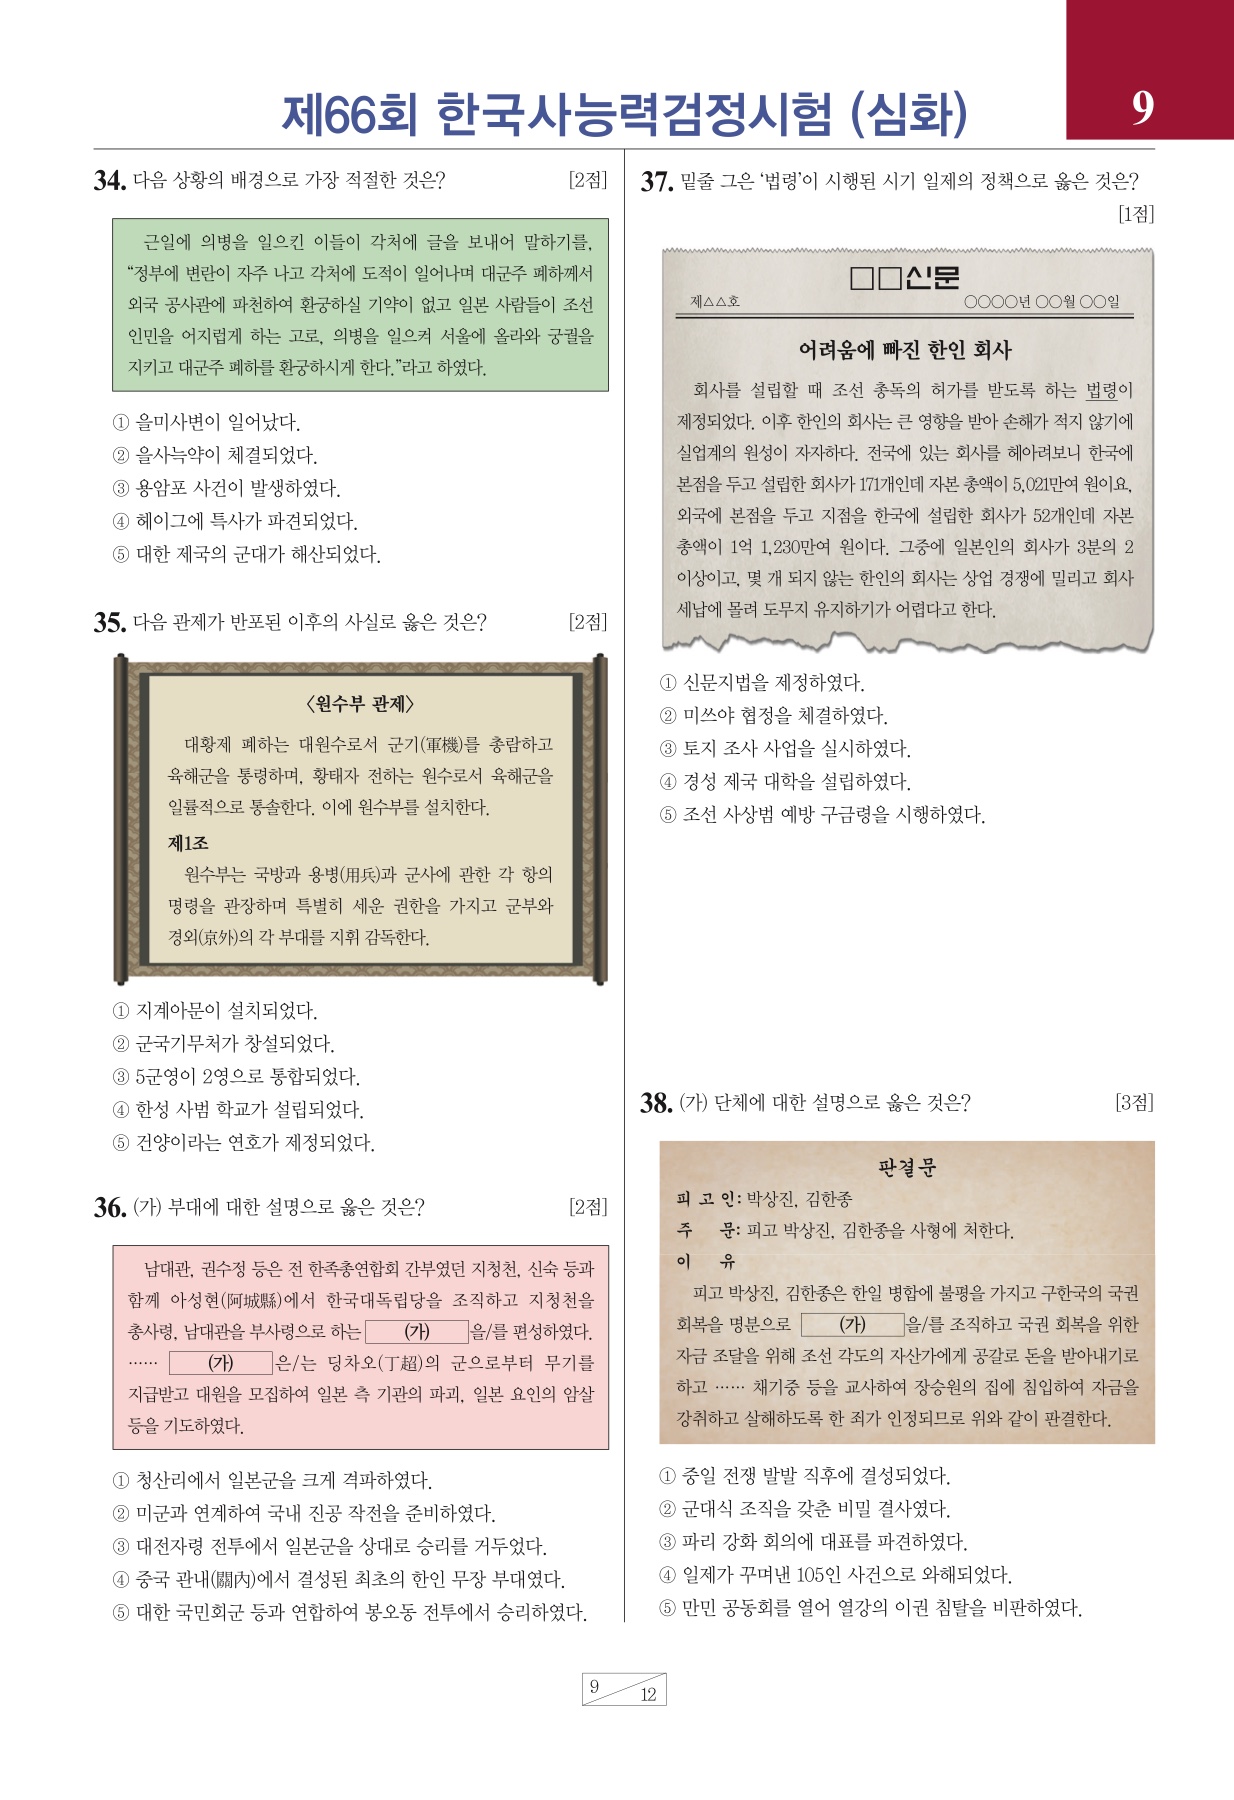 제66회 한국사능력검정시험 (심화)
9
34. 다음 상황의 배경으로 가장 적절한 것은? [2점]
근일에 의병을 일으킨 이들이 각처에 글을 보내어 말하기를,
“정부에 변란이 자주 나고 각처에 도적이 일어나며 대군주 폐하께서
외국 공사관에 파천하여 환궁하실 기약이 없고 일본 사람들이 조선
인민을 어지럽게 하는 고로, 의병을 일으켜 서울에 올라와 궁궐을
지키고 대군주 폐하를 환궁하시게 한다.”라고 하였다.
① 을미사변이 일어났다.
② 을사늑약이 체결되었다.
③ 용암포 사건이 발생하였다.
④ 헤이그에 특사가 파견되었다.
⑤ 대한 제국의 군대가 해산되었다.
35. 다음 관제가 반포된 이후의 사실로 옳은 것은? [2점]
〈원수부 관제〉
대황제 폐하는 대원수로서 군기(軍機)를 총람하고
육해군을 통령하며, 황태자 전하는 원수로서 육해군을
일률적으로 통솔한다. 이에 원수부를 설치한다.
제1조
원수부는 국방과 용병(用兵)과 군사에 관한 각 항의
명령을 관장하며 특별히 세운 권한을 가지고 군부와
경외(京外)의 각 부대를 지휘 감독한다.
① 지계아문이 설치되었다.
② 군국기무처가 창설되었다.
③ 5군영이 2영으로 통합되었다.
④ 한성 사범 학교가 설립되었다.
⑤ 건양이라는 연호가 제정되었다.
36. (가) 부대에 대한 설명으로 옳은 것은? [2점]
남대관, 권수정 등은 전 한족총연합회 간부였던 지청천, 신숙 등과
함께 아성현(阿城縣)에서 한국대독립당을 조직하고 지청천을
총사령, 남대관을 부사령으로 하는 (가) 을/를 편성하였다.
…… (가) 은/는 딩차오(丁超)의 군으로부터 무기를
지급받고 대원을 모집하여 일본 측 기관의 파괴, 일본 요인의 암살
등을 기도하였다.
① 청산리에서 일본군을 크게 격파하였다.
② 미군과 연계하여 국내 진공 작전을 준비하였다.
③ 대전자령 전투에서 일본군을 상대로 승리를 거두었다.
④ 중국 관내(關內)에서 결성된 최초의 한인 무장 부대였다.
⑤ 대한 국민회군 등과 연합하여 봉오동 전투에서 승리하였다.
37. 밑줄 그은 ‘법령’이 시행된 시기 일제의 정책으로 옳은 것은?
[1점]
□□신문
제△△호 ○○○○년 ○○월 ○○일
어려움에 빠진 한인 회사
회사를 설립할 때 조선 총독의 허가를 받도록 하는 법령이
제정되었다. 이후 한인의 회사는 큰 영향을 받아 손해가 적지 않기에
실업계의 원성이 자자하다. 전국에 있는 회사를 헤아려보니 한국에
본점을 두고 설립한 회사가 171개인데 자본 총액이 5,021만여 원이요,
외국에 본점을 두고 지점을 한국에 설립한 회사가 52개인데 자본
총액이 1억 1,230만여 원이다. 그중에 일본인의 회사가 3분의 2
이상이고, 몇 개 되지 않는 한인의 회사는 상업 경쟁에 밀리고 회사
세납에 몰려 도무지 유지하기가 어렵다고 한다.
① 신문지법을 제정하였다.
② 미쓰야 협정을 체결하였다.
③ 토지 조사 사업을 실시하였다.
④ 경성 제국 대학을 설립하였다.
⑤ 조선 사상범 예방 구금령을 시행하였다.
38. (가) 단체에 대한 설명으로 옳은 것은? [3점]
판결문
피 고 인: 박상진, 김한종
주 문: 피고 박상진, 김한종을 사형에 처한다.
이 유
피고 박상진, 김한종은 한일 병합에 불평을 가지고 구한국의 국권
회복을 명분으로 (가) 을/를 조직하고 국권 회복을 위한
자금 조달을 위해 조선 각도의 자산가에게 공갈로 돈을 받아내기로
하고 …… 채기중 등을 교사하여 장승원의 집에 침입하여 자금을
강취하고 살해하도록 한 죄가 인정되므로 위와 같이 판결한다.
① 중일 전쟁 발발 직후에 결성되었다.
② 군대식 조직을 갖춘 비밀 결사였다.
③ 파리 강화 회의에 대표를 파견하였다.
④ 일제가 꾸며낸 105인 사건으로 와해되었다.
⑤ 만민 공동회를 열어 열강의 이권 침탈을 비판하였다.
9 12